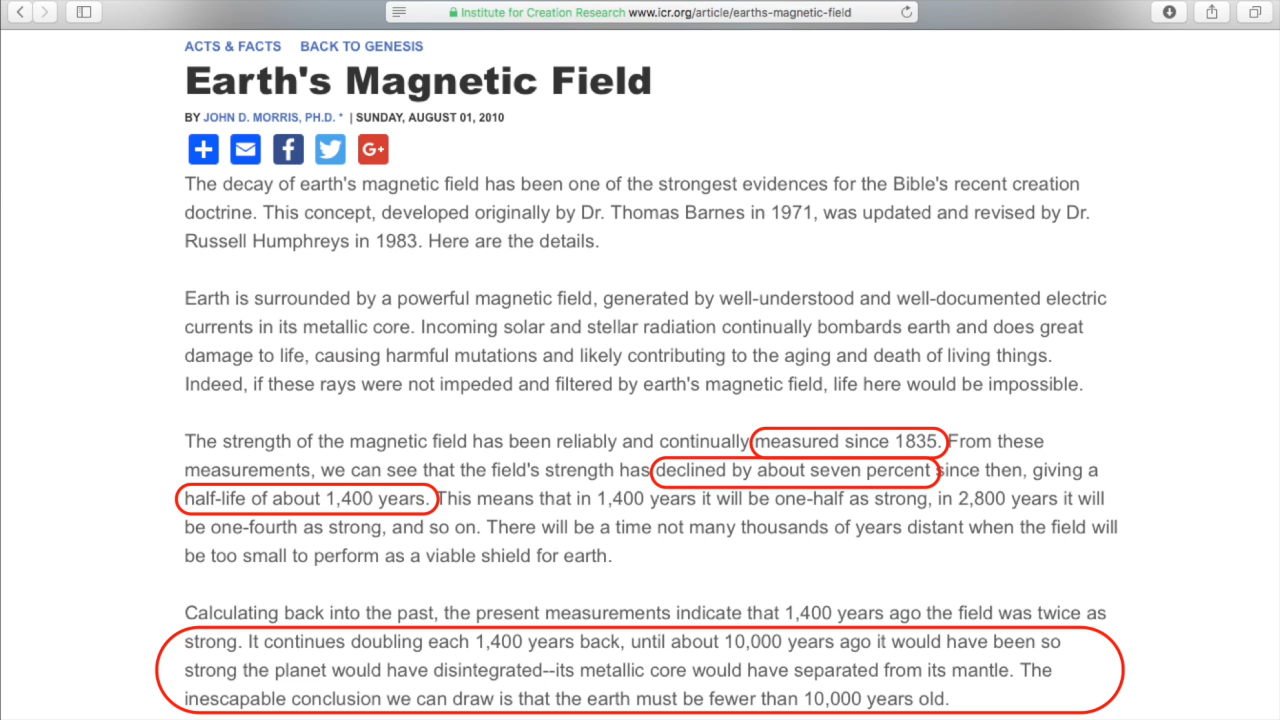 Institute for Creation Research www.icr.org/article/earths-magnetic-field
ACTS & FACTS BACK TO GENESIS
Earth's Magnetic Field
BY JOHN D. MORRIS, PH.D. * | SUNDAY, AUGUST 01, 2010
G+
The decay of earth's magnetic field has been one of the strongest evidences for the Bible's recent creation
doctrine. This concept, developed originally by Dr. Thomas Barnes in 1971, was updated and revised by Dr.
Russell Humphreys in 1983. Here are the details.
Earth is surrounded by a powerful magnetic field, generated by well-understood and well-documented electric
currents in its metallic core. Incoming solar and stellar radiation continually bombards earth and does great
damage to life, causing harmful mutations and likely contributing to the aging and death of living things.
Indeed, if these rays were not impeded and filtered by earth's magnetic field, life here would be impossible.
The strength of the magnetic field has been reliably and continually measured since 1835. From these
measurements, we can see that the field's strength has declined by about seven percent since then, giving a
half-life of about 1,400 years. This means that in 1,400 years it will be one-half as strong, in 2,800 years it will
be one-fourth as strong, and so on. There will be a time not many thousands of years distant when the field will
be too small to perform as a viable shield for earth.
Calculating back into the past, the present measurements indicate that 1,400 years ago the field was twice as
strong. It continues doubling each 1,400 years back, until about 10,000 years ago it would have been so
strong the planet would have disintegrated--its metallic core would have separated from its mantle. The
inescapable conclusion we can draw is that the earth must be fewer than 10,000 years old.